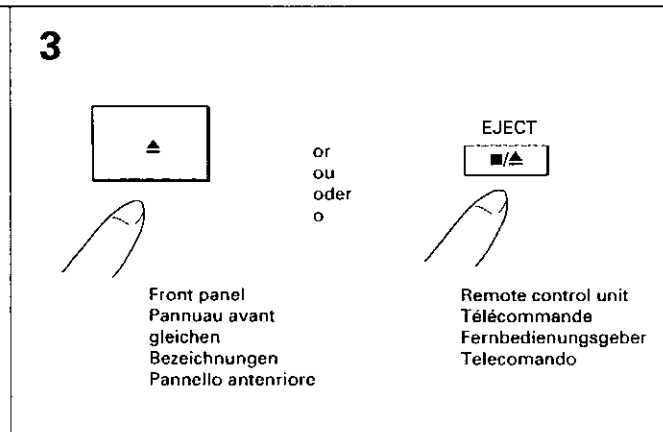 3
≜
or
ou
oder
o
EJECT
■/≜
Front panel
Pannuau avant
gleichen
Bezeichnungen
Pannello antenriore
Remote control unit
Télécommande
Fernbedienungsgeber
Telecomando